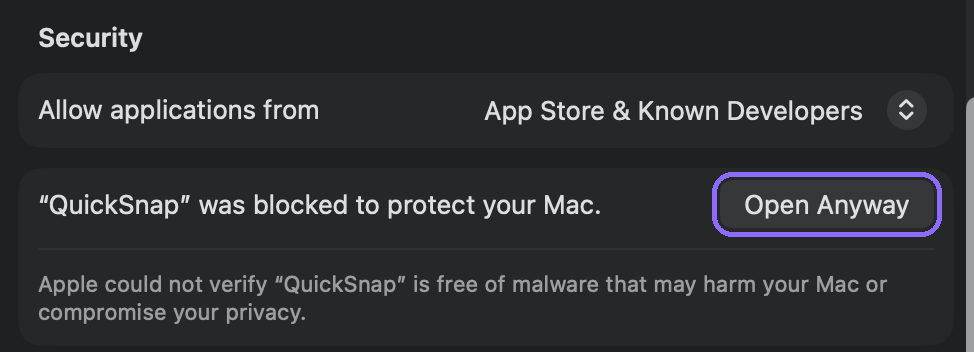 Security
Allow applications from App Store & Known Developers
“QuickSnap” was blocked to protect your Mac. Open Anyway
Apple could not verify “QuickSnap” is free of malware that may harm your Mac or
compromise your privacy.